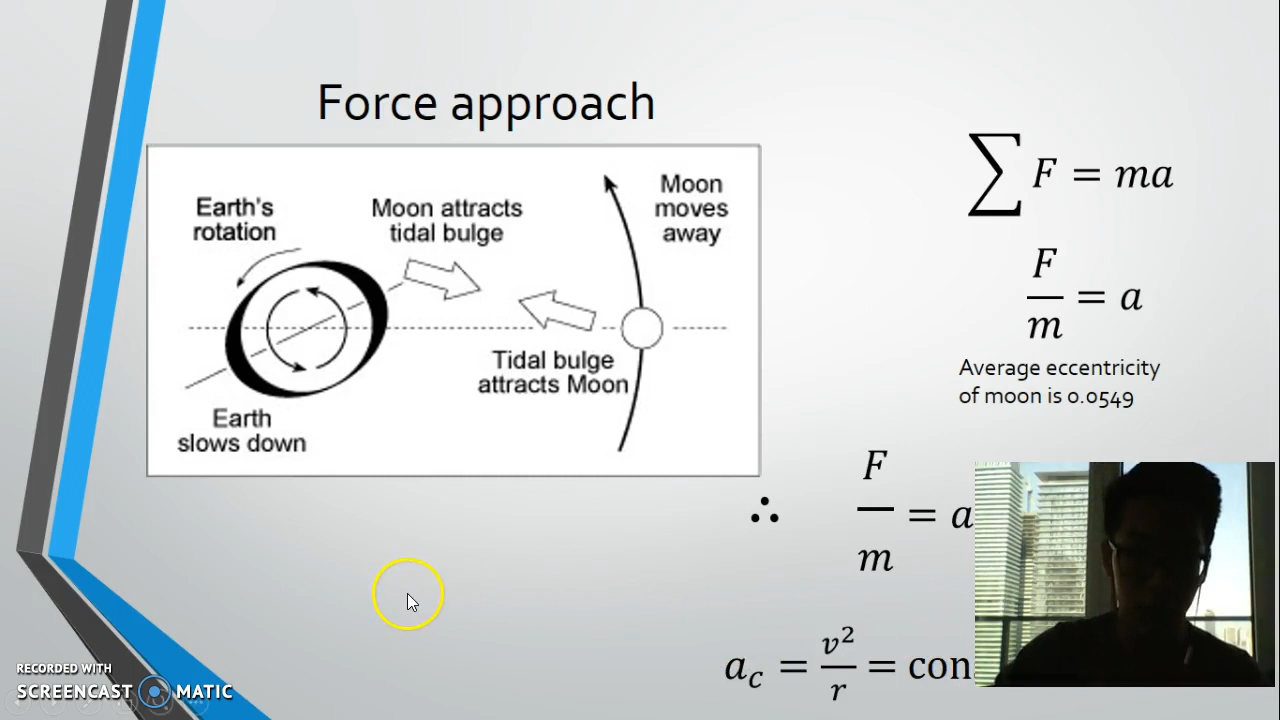 Force approach
Earth's
rotation
Moon attracts
tidal bulge
Moon
moves
away
Tidal bulge
attracts Moon
Earth
slows down
∑ F = ma
F/m = a
Average eccentricity
of moon is 0.0549
∴ F/m = a
a_c = v²/r = con
RECORDED WITH
SCREENCAST MATIC